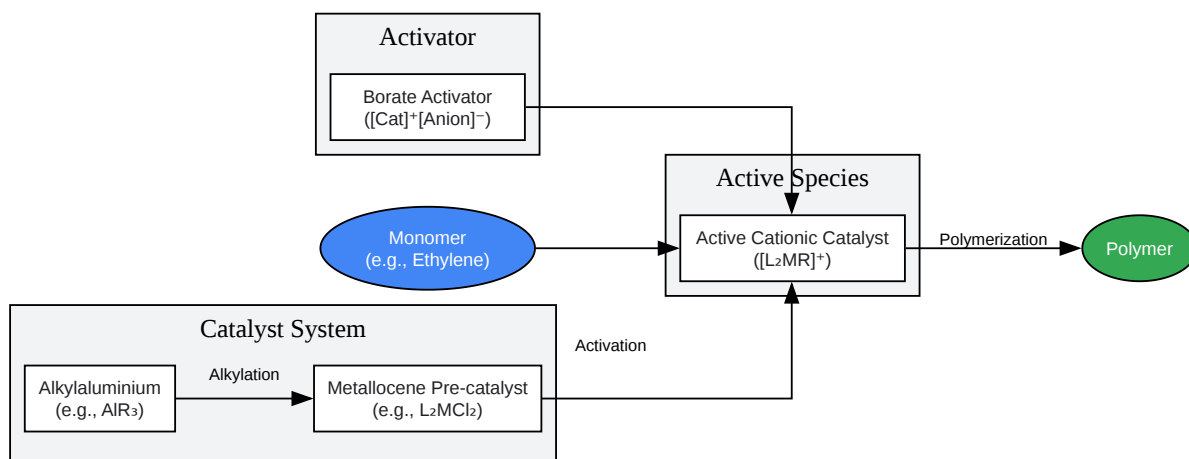 Activator
Borate Activator
([Cat]⁺[Anion]⁻)
Active Species
Monomer
(e.g., Ethylene)
Active Cationic Catalyst
([L₂MR]⁺)
Polymerization
Polymer
Catalyst System
Activation
Alkylaluminium
(e.g., AlR₃)
Alkylation
Metallocene Pre-catalyst
(e.g., L₂MCl₂)